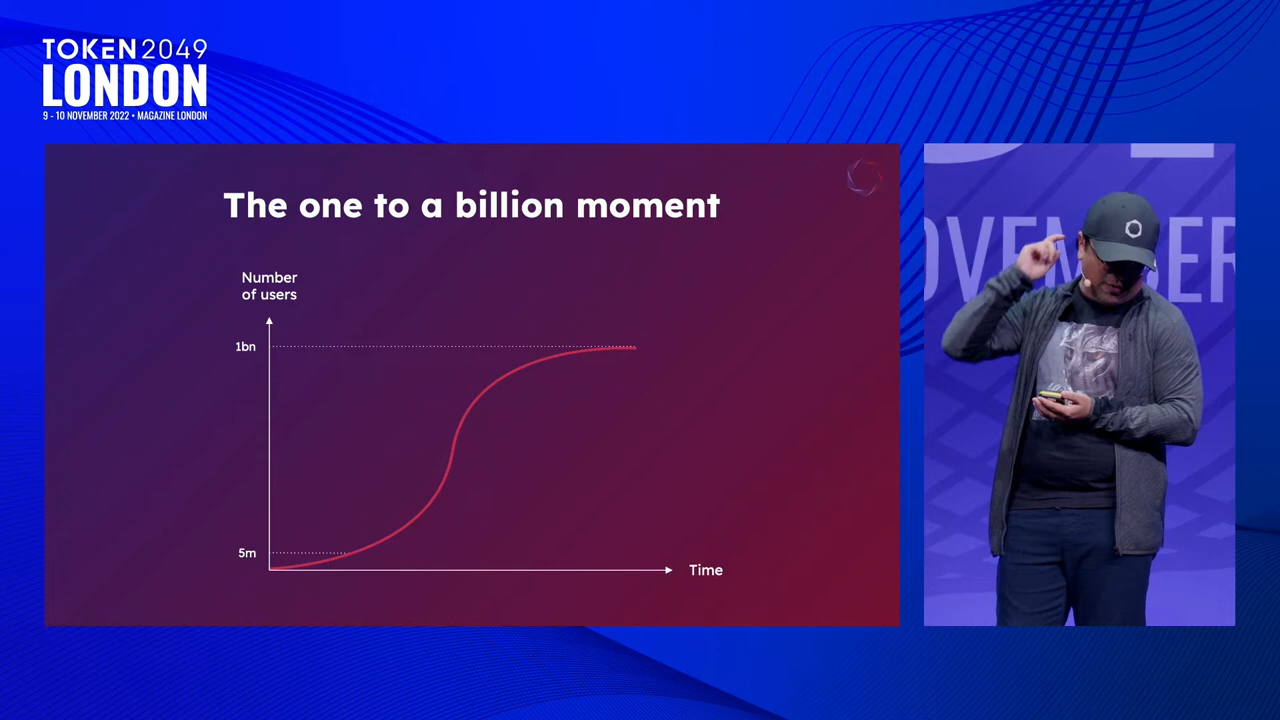 TOKEN2049
LONDON
9 - 10 NOVEMBER 2022 • MAGAZINE LONDON
The one to a billion moment
Number
of users
1bn
5m
Time
OVEMBER